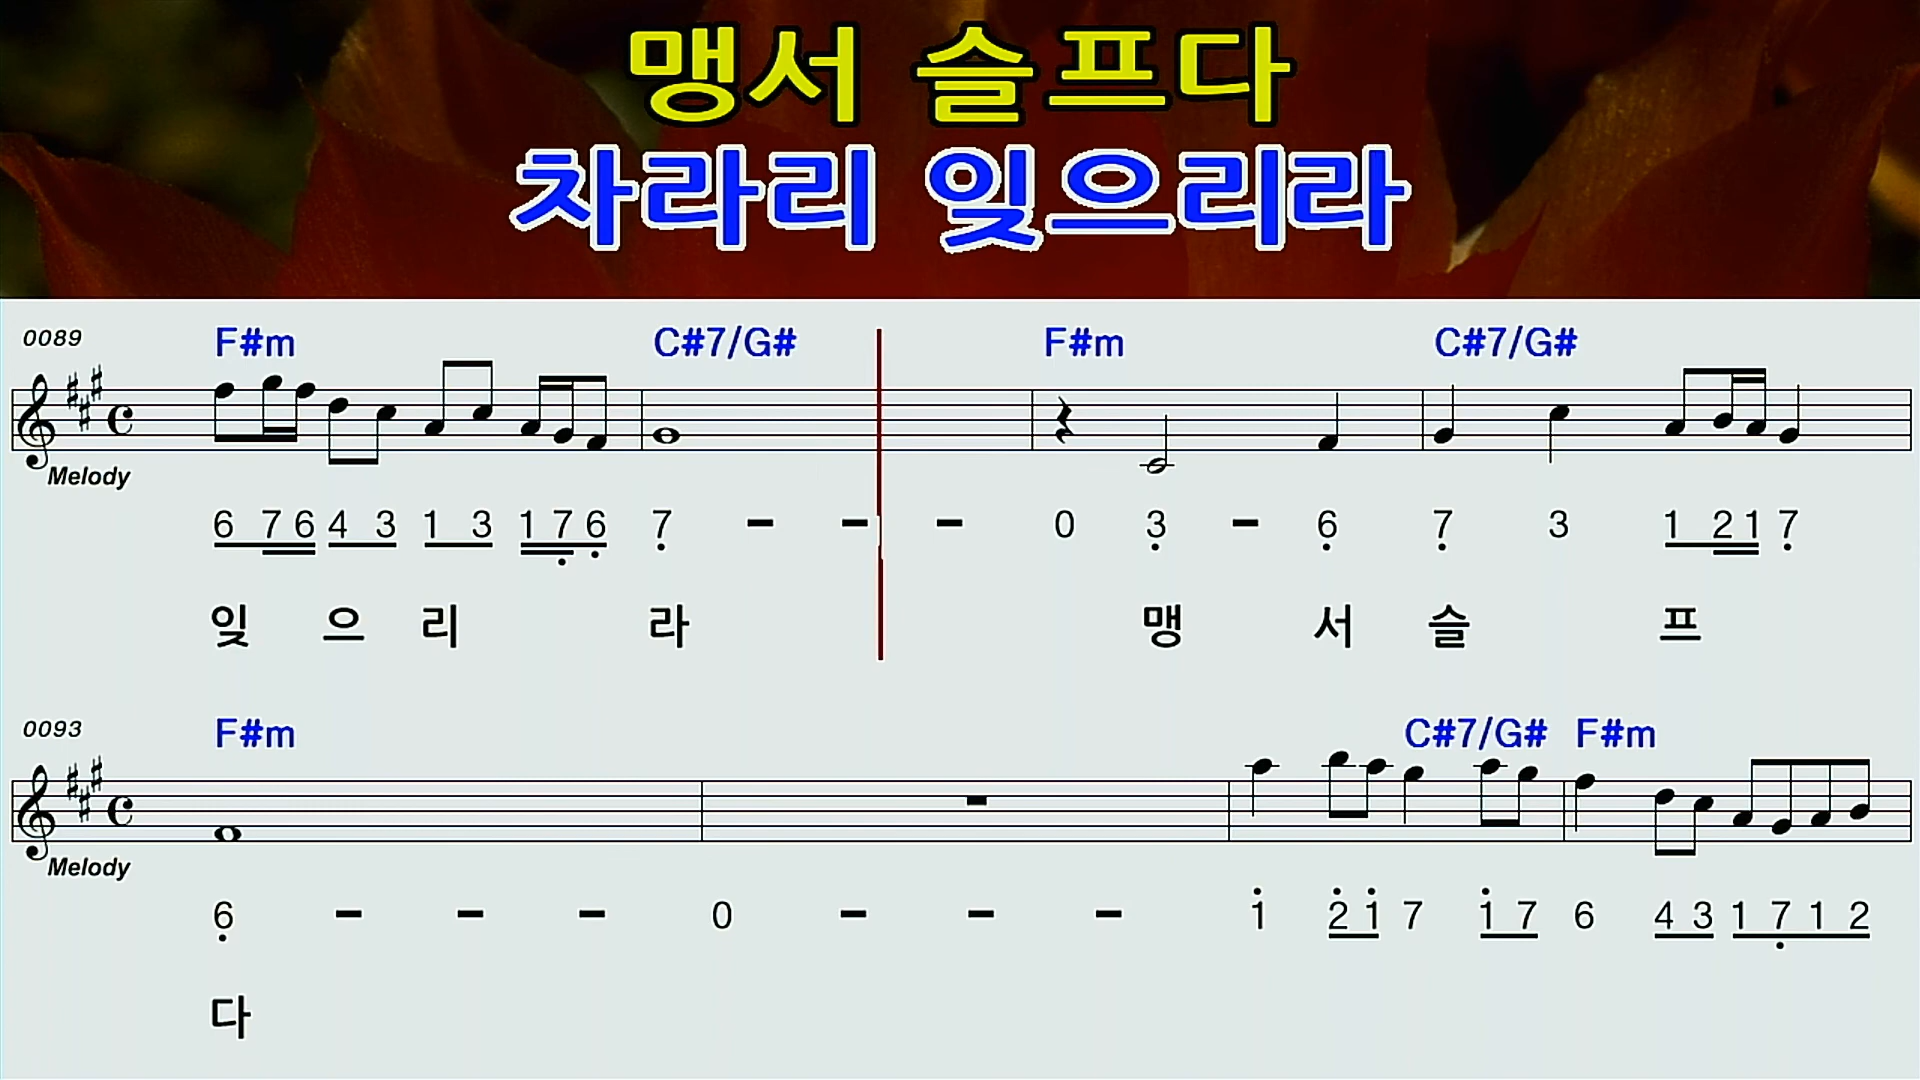 맹서 슬프다
차라리 잊으리라
0089 F#m C#7/G# F#m C#7/G#
Melody
6 7 6 4 3 1 3 1 7 6 7 - - - 0 3 - 6 7 3 1 2 1 7
잊 으 리 라 맹 서 슬 프
0093 F#m C#7/G# F#m
Melody
6 - - - 0 - - - 1 2 1 7 1 7 6 4 3 1 7 1 2
다